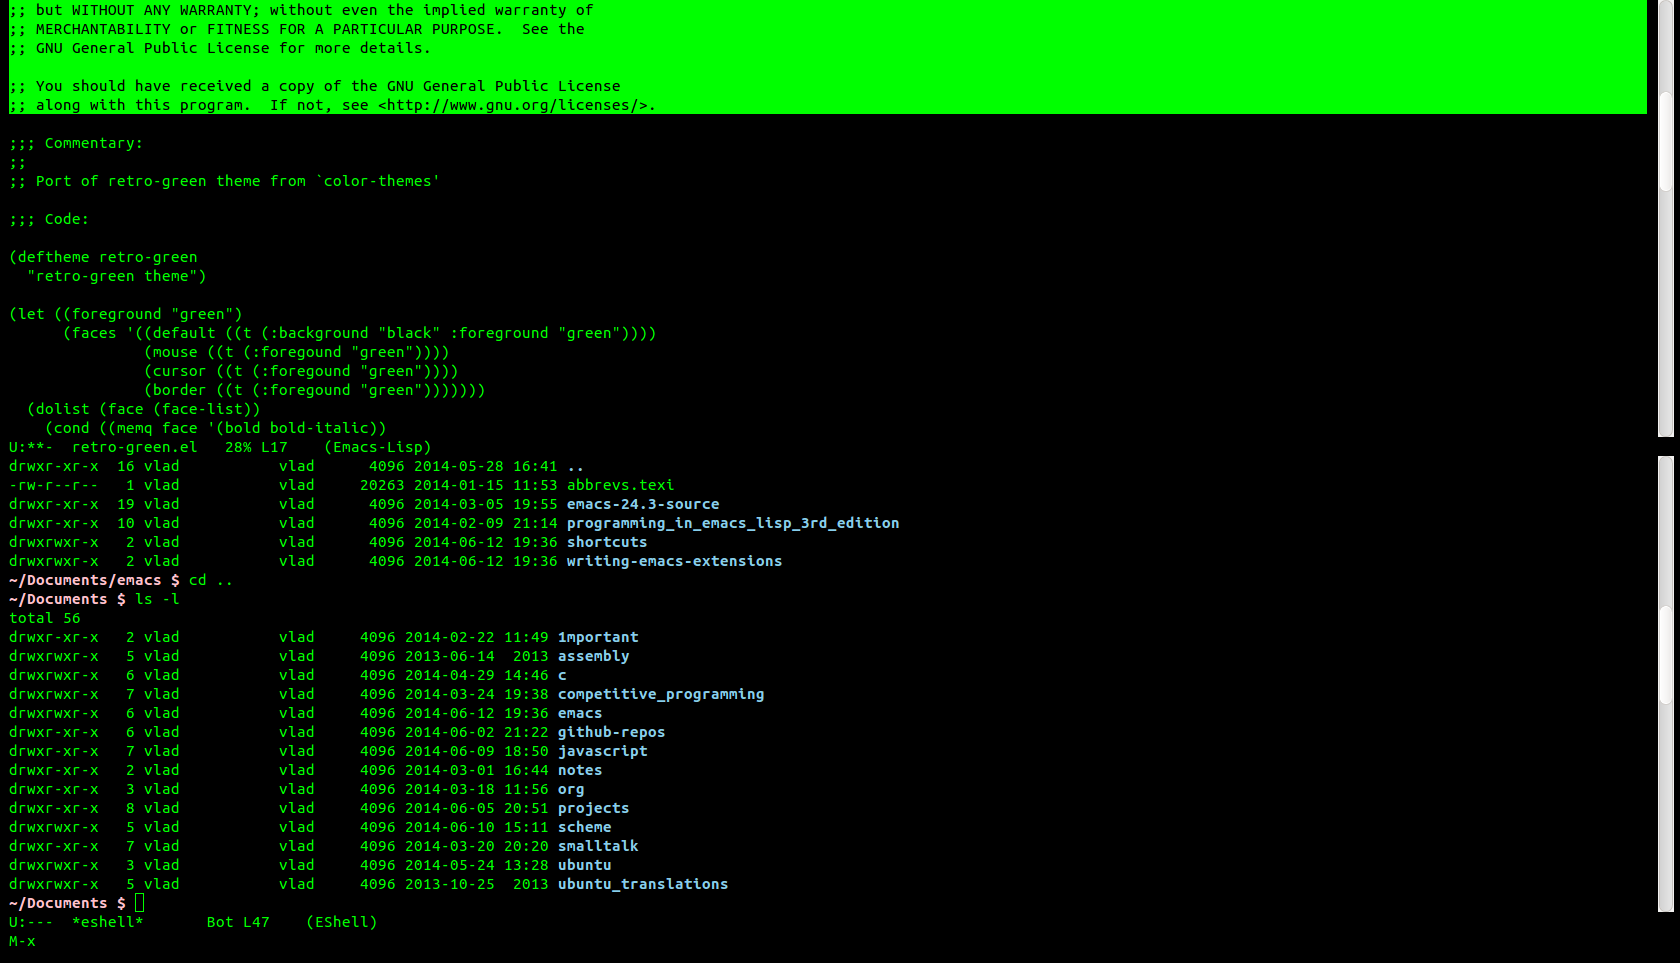 ;; but WITHOUT ANY WARRANTY; without even the implied warranty of
;; MERCHANTABILITY or FITNESS FOR A PARTICULAR PURPOSE.  See the
;; GNU General Public License for more details.

;; You should have received a copy of the GNU General Public License
;; along with this program.  If not, see <http://www.gnu.org/licenses/>.

;;; Commentary:
;;
;; Port of retro-green theme from `color-themes'

;;; Code:

(deftheme retro-green
  "retro-green theme")

(let ((foreground "green")
      (faces '((default ((t (:background "black" :foreground "green"))))
               (mouse ((t (:foregound "green"))))
               (cursor ((t (:foregound "green"))))
               (border ((t (:foregound "green")))))))
  (dolist (face (face-list))
    (cond ((memq face '(bold bold-italic))
U:**-  retro-green.el   28% L17    (Emacs-Lisp)
drwxr-xr-x  16 vlad           vlad      4096 2014-05-28 16:41 ..
-rw-r--r--   1 vlad           vlad     20263 2014-01-15 11:53 abbrevs.texi
drwxr-xr-x  19 vlad           vlad      4096 2014-03-05 19:55 emacs-24.3-source
drwxr-xr-x  10 vlad           vlad      4096 2014-02-09 21:14 programming_in_emacs_lisp_3rd_edition
drwxrwxr-x   2 vlad           vlad      4096 2014-06-12 19:36 shortcuts
drwxrwxr-x   2 vlad           vlad      4096 2014-06-12 19:36 writing-emacs-extensions
~/Documents/emacs $ cd ..
~/Documents $ ls -l
total 56
drwxr-xr-x   2 vlad           vlad     4096 2014-02-22 11:49 1mportant
drwxrwxr-x   5 vlad           vlad     4096 2013-06-14  2013 assembly
drwxr-xr-x   6 vlad           vlad     4096 2014-04-29 14:46 c
drwxrwxr-x   7 vlad           vlad     4096 2014-03-24 19:38 competitive_programming
drwxrwxr-x   6 vlad           vlad     4096 2014-06-12 19:36 emacs
drwxrwxr-x   6 vlad           vlad     4096 2014-06-02 21:22 github-repos
drwxrwxr-x   7 vlad           vlad     4096 2014-06-09 18:50 javascript
drwxr-xr-x   2 vlad           vlad     4096 2014-03-01 16:44 notes
drwxr-xr-x   3 vlad           vlad     4096 2014-03-18 11:56 org
drwxr-xr-x   8 vlad           vlad     4096 2014-06-05 20:51 projects
drwxrwxr-x   5 vlad           vlad     4096 2014-06-10 15:11 scheme
drwxrwxr-x   7 vlad           vlad     4096 2014-03-20 20:20 smalltalk
drwxrwxr-x   3 vlad           vlad     4096 2014-05-24 13:28 ubuntu
drwxrwxr-x   5 vlad           vlad     4096 2013-10-25  2013 ubuntu_translations
~/Documents $
U:---  *eshell*       Bot L47    (EShell)
M-x